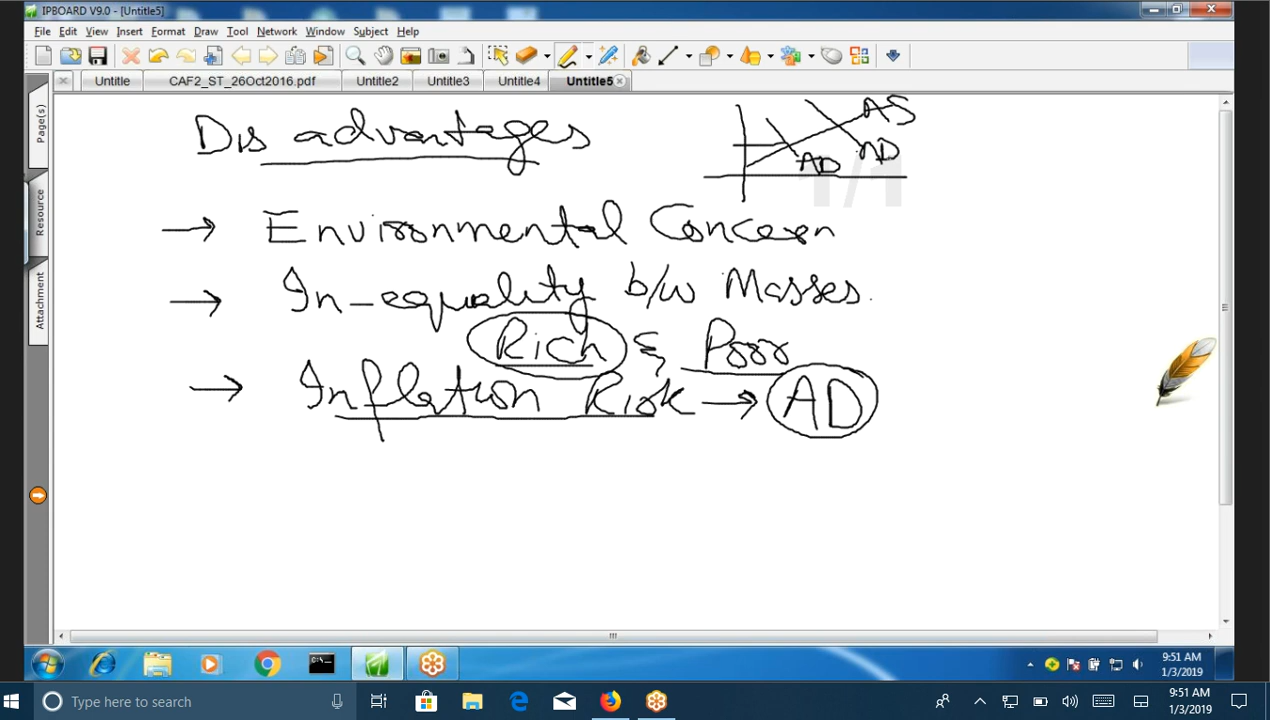 IPBOARD V9.0 - [Untitle5]
File Edit View Insert Format Draw Tool Network Window Subject Help
Untitle CAF2_ST_26Oct2016.pdf Untitle2 Untitle3 Untitle4 Untitle5
Page(s)
Resource
Attachment
1/1
Dis advantages
AS
AD
AD
→ Environmental Concern
→ In-equality b/w Masses.
Rich & Poor
→ Inflation Risk → AD
9:51 AM
1/3/2019
Type here to search
9:51 AM
1/3/2019